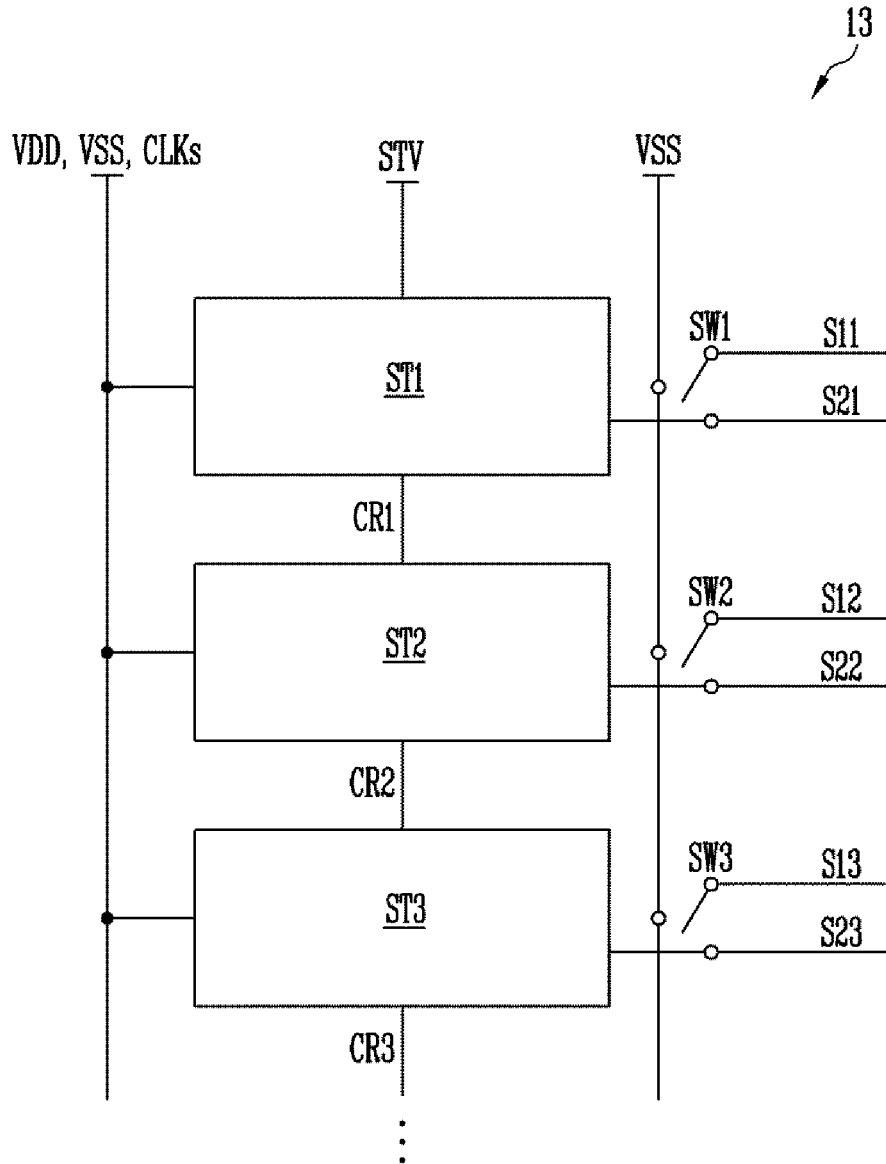 13
VDD, VSS, CLKs
STV
VSS
ST1
SW1
S11
S21
CR1
ST2
SW2
S12
S22
CR2
ST3
SW3
S13
S23
CR3